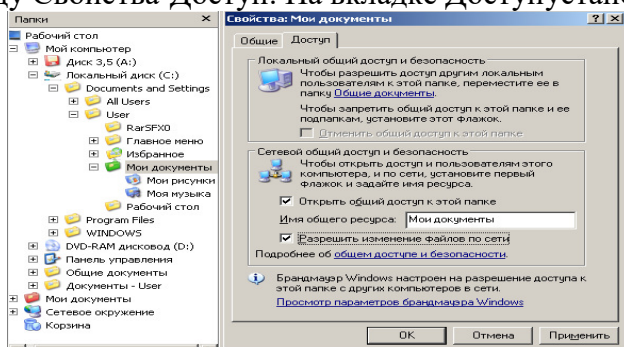 ду Свойства-Доступ. На вкладке Доступустано
Папки
Рабочий стол
Мой компьютер
Диск 3,5 (A:)
Локальный диск (C:)
Documents and Settings
All Users
User
RarSFX0
Главное меню
Избранное
Мои документы
Мои рисунки
Моя музыка
Рабочий стол
Program Files
WINDOWS
DVD-RAM дисковод (D:)
Панель управления
Общие документы
Документы - User
Мои документы
Сетевое окружение
Корзина
Свойства: Мои документы
Общие Доступ
Локальный общий доступ и безопасность
Чтобы разрешить доступ другим локальным
пользователям к этой папке, переместите ее в
папку Общие документы.
Чтобы запретить общий доступ к этой папке и ее
подпапкам, установите этот флажок.
Отменить общий доступ к этой папке
Сетевой общий доступ и безопасность
Чтобы открыть доступ и пользователям этого
компьютера, и по сети, установите первый
флажок и задайте имя ресурса.
Открыть общий доступ к этой папке
Имя общего ресурса: Мои документы
Разрешить изменение файлов по сети
Подробнее об общем доступе и безопасности.
Брандмауэр Windows настроен на разрешение доступа к
этой папке с других компьютеров в сети.
Просмотр параметров брандмауэра Windows
OK Отмена Применить